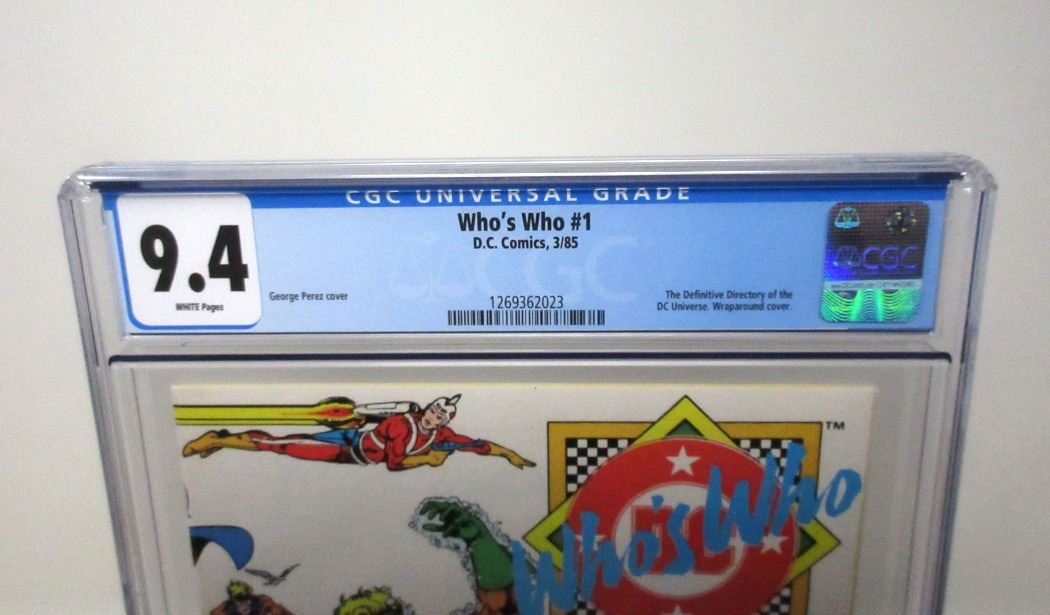 CGC UNIVERSAL GRADE
9.4
WHITE Pages
Who's Who #1
D.C. Comics, 3/85
George Perez cover
1269362023
The Definitive Directory of the
DC Universe. Wraparound cover.
CGC
CGC
TM
Who's Who
DC